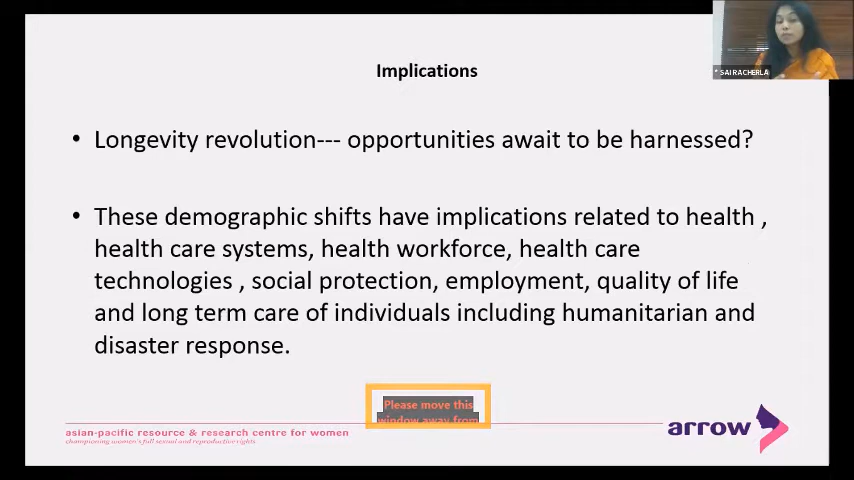 Implications
* SAI RACHERLA
• Longevity revolution--- opportunities await to be harnessed?
• These demographic shifts have implications related to health ,
health care systems, health workforce, health care
technologies , social protection, employment, quality of life
and long term care of individuals including humanitarian and
disaster response.
Please move this
window away from
asian-pacific resource & research centre for women
championing women's full sexual and reproductive rights
arrow